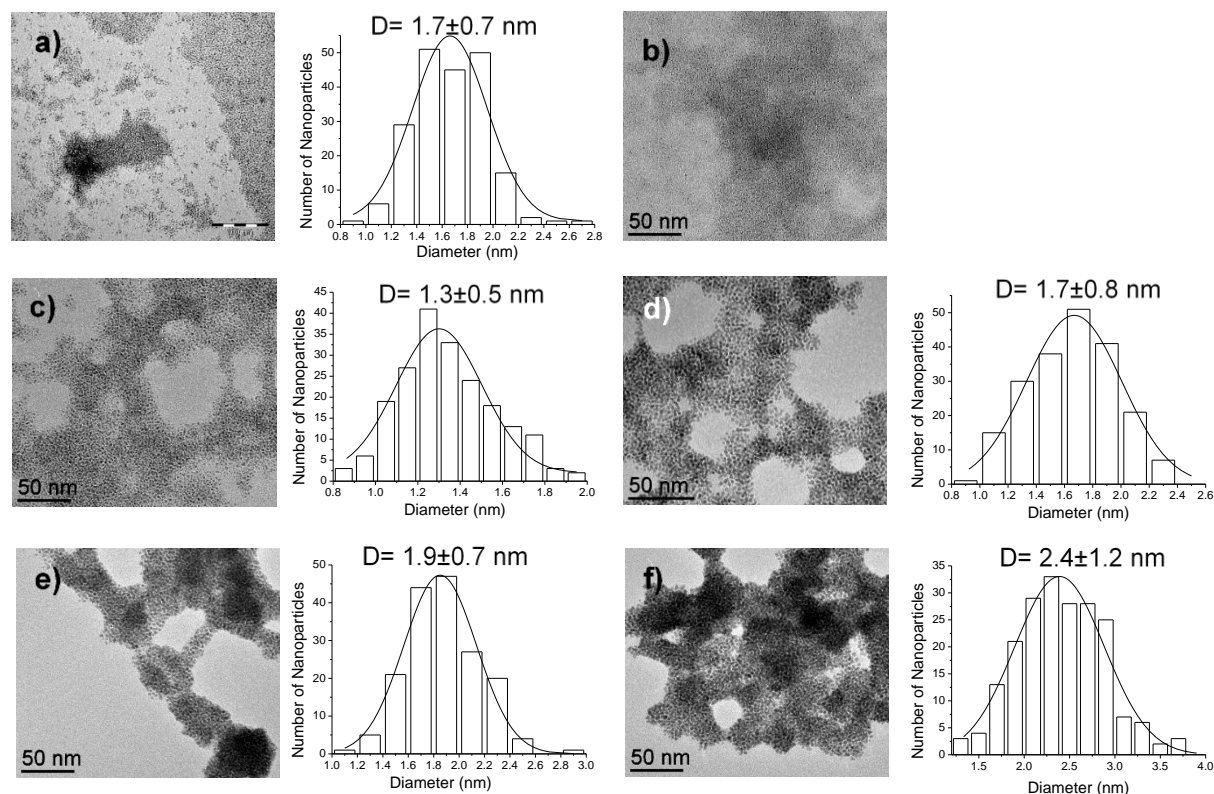 a)
D= 1.7±0.7 nm
Number of Nanoparticles
50
40
30
20
10
0
0.8 1.0 1.2 1.4 1.6 1.8 2.0 2.2 2.4 2.6 2.8
Diameter (nm)
b)
50 nm
c)
50 nm
D= 1.3±0.5 nm
Number of Nanoparticles
45
40
35
30
25
20
15
10
5
0
0.8 1.0 1.2 1.4 1.6 1.8 2.0
Diameter (nm)
d)
50 nm
D= 1.7±0.8 nm
Number of Nanoparticles
50
40
30
20
10
0
0.8 1.0 1.2 1.4 1.6 1.8 2.0 2.2 2.4 2.6
Diameter (nm)
e)
50 nm
D= 1.9±0.7 nm
Number of Nanoparticles
50
40
30
20
10
0
1.0 1.2 1.4 1.6 1.8 2.0 2.2 2.4 2.6 2.8 3.0
Diameter (nm)
f)
50 nm
D= 2.4±1.2 nm
Number of Nanoparticles
35
30
25
20
15
10
5
0
1.5 2.0 2.5 3.0 3.5 4.0
Diameter (nm)